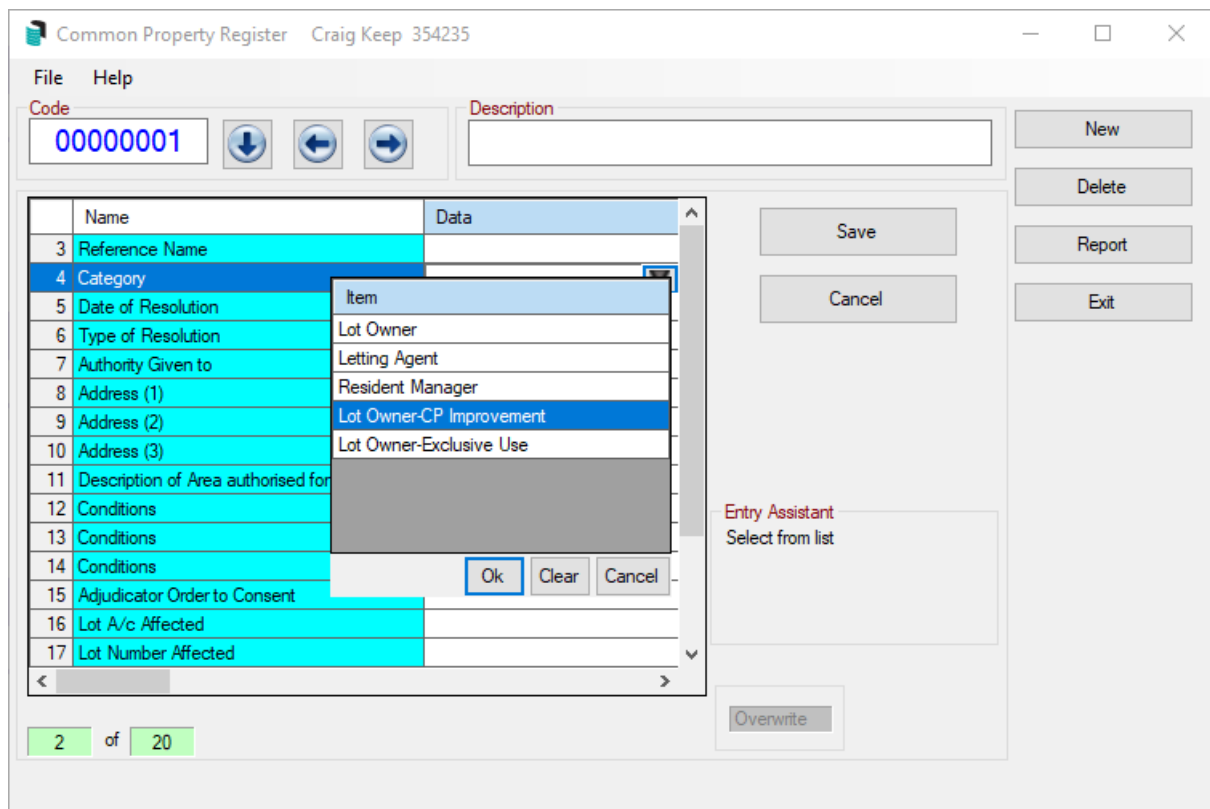 Common Property Register Craig Keep 354235
File Help
Code
00000001
Description
New
Delete
Report
Exit
Name Data
3 Reference Name
4 Category
5 Date of Resolution
6 Type of Resolution
7 Authority Given to
8 Address (1)
9 Address (2)
10 Address (3)
11 Description of Area authorised for
12 Conditions
13 Conditions
14 Conditions
15 Adjudicator Order to Consent
16 Lot A/c Affected
17 Lot Number Affected
Item
Lot Owner
Letting Agent
Resident Manager
Lot Owner-CP Improvement
Lot Owner-Exclusive Use
Ok Clear Cancel
Save
Cancel
Entry Assistant
Select from list
Overwrite
2 of 20